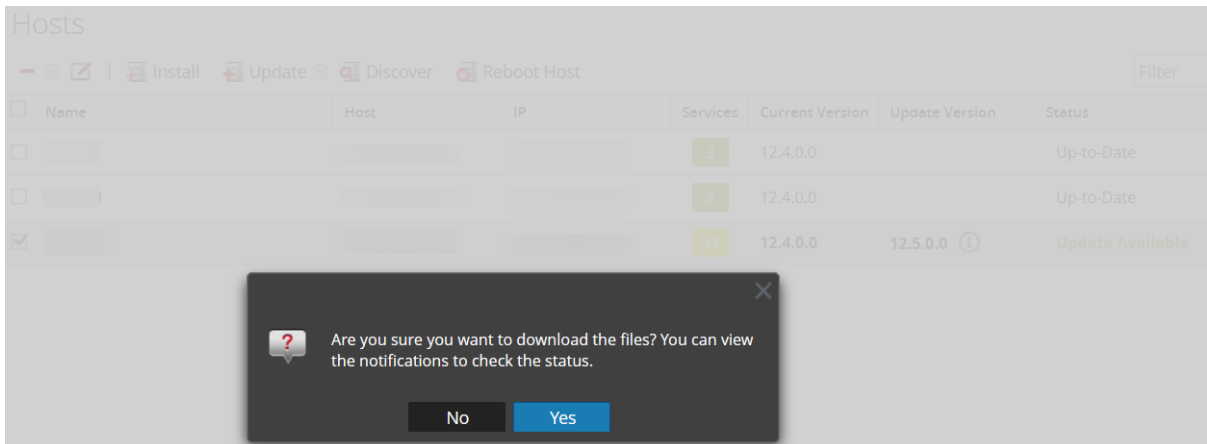 Hosts
Install Update Discover Reboot Host Filter
Name Host IP Services Current Version Update Version Status
3 12.4.0.0 Up-to-Date
2 12.4.0.0 Up-to-Date
13 12.4.0.0 12.5.0.0 Update Available
Are you sure you want to download the files? You can view
the notifications to check the status.
No Yes